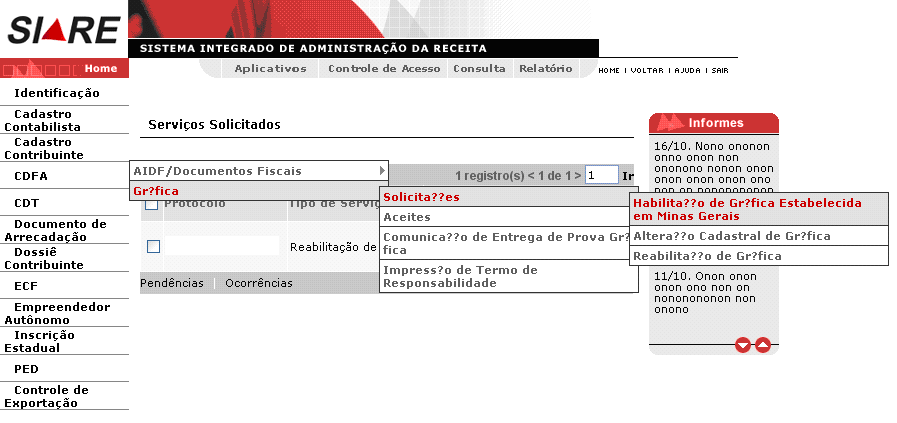 SIARE
SISTEMA INTEGRADO DE ADMINISTRAÇÃO DA RECEITA
Home
Aplicativos Controle de Acesso Consulta Relatório HOME | VOLTAR | AJUDA | SAIR
Identificação
Cadastro
Contabilista
Cadastro
Contribuinte
CDFA
CDT
Documento de
Arrecadação
Dossiê
Contribuinte
ECF
Empreendedor
Autônomo
Inscrição
Estadual
PED
Controle de
Exportação
Serviços Solicitados
1 registro(s) < 1 de 1 > 1 Ir
AIDF/Documentos Fiscais
Gr?fica
Protocolo Tipo de Serviç
Reabilitação de
Pendências Ocorrências
Solicita??es
Aceites
Comunica??o de Entrega de Prova Gr?
fica
Impress?o de Termo de
Responsabilidade
Habilita??o de Gr?fica Estabelecida
em Minas Gerais
Altera??o Cadastral de Gr?fica
Reabilita??o de Gr?fica
Informes
16/10. Nono ononon
onno onon non
onononо nonon onon
onon onon onon ono
non on nononononon
11/10. Onon onon
onon ono non on
nononononon non
onono